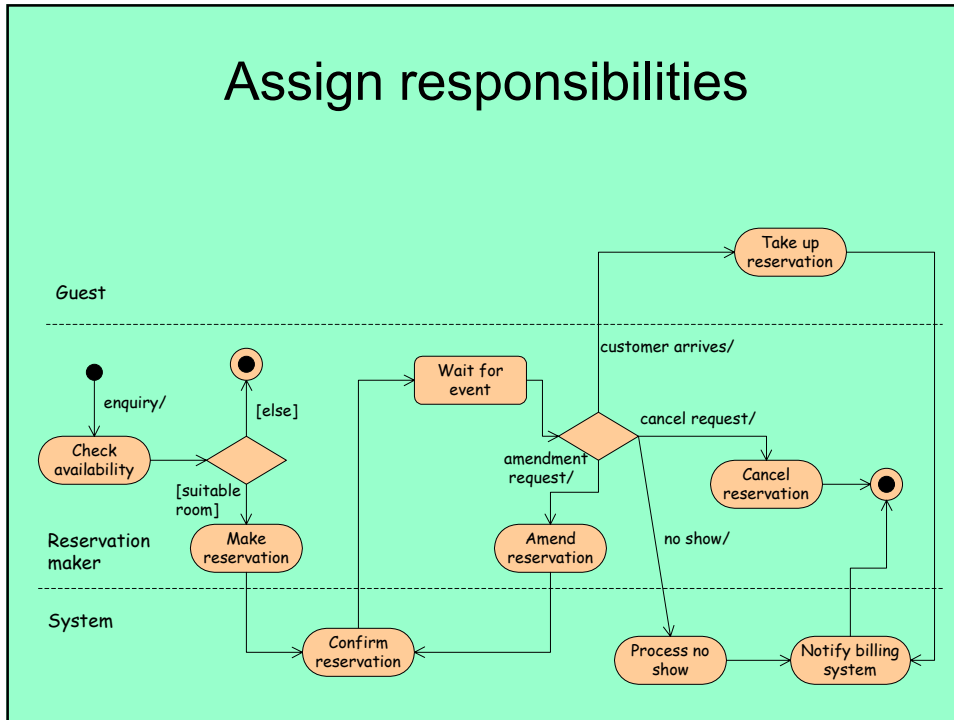 Assign responsibilities
Take up
reservation
Guest
customer arrives/
Wait for
event
enquiry/
[else]
cancel request/
Check
availability
amendment
request/
Cancel
reservation
[suitable
room]
Reservation
maker
Make
reservation
Amend
reservation
no show/
System
Confirm
reservation
Process no
show
Notify billing
system